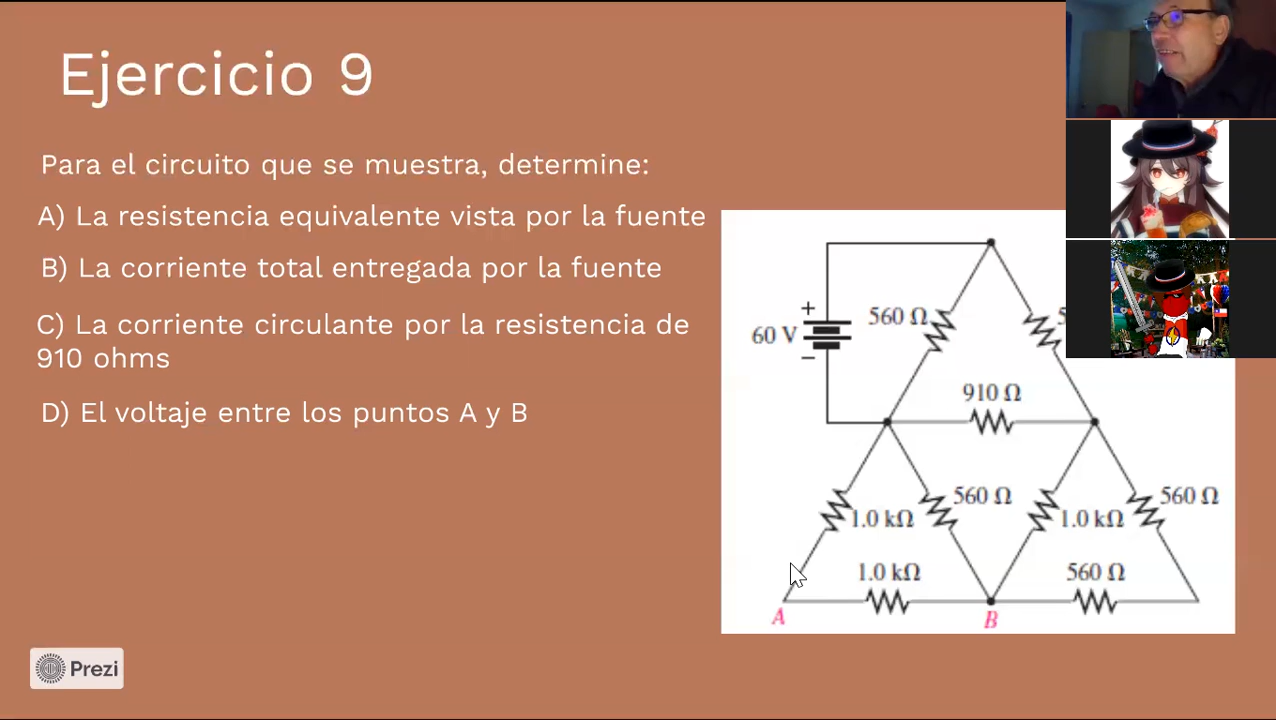 Ejercicio 9
Para el circuito que se muestra, determine:
A) La resistencia equivalente vista por la fuente
B) La corriente total entregada por la fuente
C) La corriente circulante por la resistencia de
910 ohms
D) El voltaje entre los puntos A y B
+
560 Ω
60 V
−
910 Ω
560 Ω
560 Ω
1.0 kΩ
1.0 kΩ
1.0 kΩ
560 Ω
A
B
Prezi